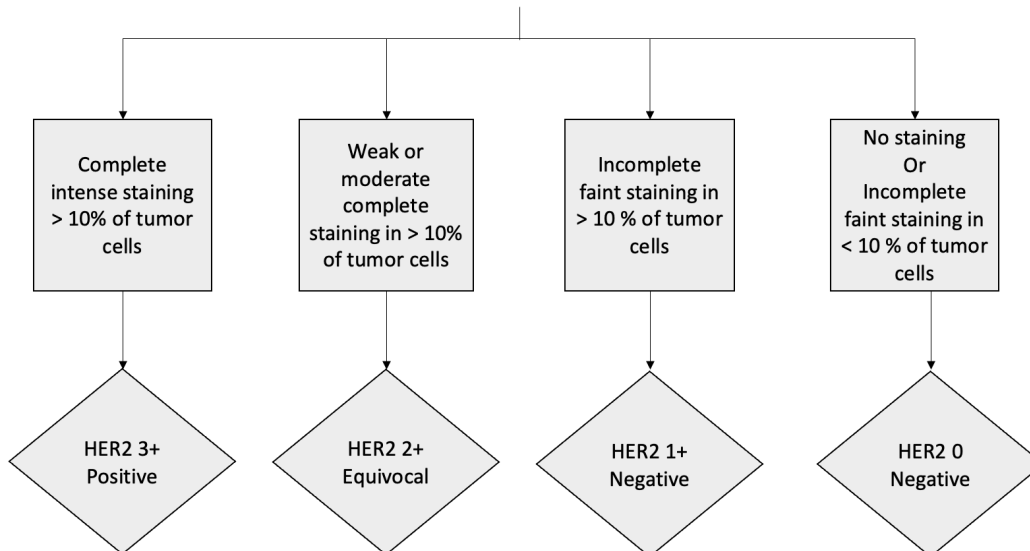 Complete
intense staining
> 10% of tumor
cells
Weak or
moderate
complete
staining in > 10%
of tumor cells
Incomplete
faint staining in
> 10 % of tumor
cells
No staining
Or
Incomplete
faint staining in
< 10 % of tumor
cells
HER2 3+
Positive
HER2 2+
Equivocal
HER2 1+
Negative
HER2 0
Negative